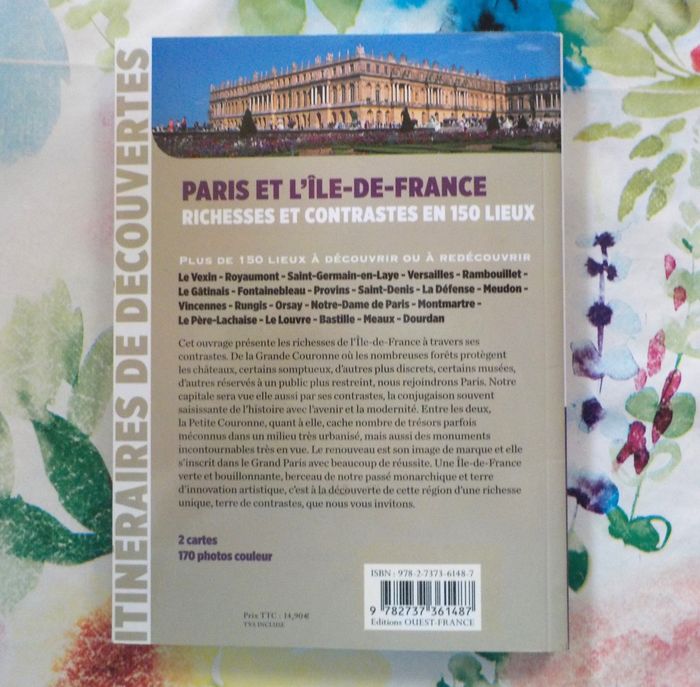 ITINÉRAIRES DE DÉCOUVERTES
PARIS ET L'ÎLE-DE-FRANCE
RICHESSES ET CONTRASTES EN 150 LIEUX
PLUS DE 150 LIEUX À DÉCOUVRIR OU À REDÉCOUVRIR
Le Vexin - Royaumont - Saint-Germain-en-Laye - Versailles - Rambouillet -
Le Gâtinais - Fontainebleau - Provins - Saint-Denis - La Défense - Meudon -
Vincennes - Rungis - Orsay - Notre-Dame de Paris - Montmartre -
Le Père-Lachaise - Le Louvre - Bastille - Meaux - Dourdan
Cet ouvrage présente les richesses de l'Île-de-France à travers ses
contrastes. De la Grande Couronne où les nombreuses forêts protègent
les châteaux, certains somptueux, d'autres plus discrets, certains musées,
d'autres réservés à un public plus restreint, nous rejoindrons Paris. Notre
capitale sera vue elle aussi par ses contrastes, la conjugaison souvent
saisissante de l'histoire avec l'avenir et la modernité. Entre les deux,
la Petite Couronne, quant à elle, cache nombre de trésors parfois
méconnus dans un milieu très urbanisé, mais aussi des monuments
incontournables très en vue. Le renouveau est son image de marque et elle
s'inscrit dans le Grand Paris avec beaucoup de réussite. Une Île-de-France
verte et bouillonnante, berceau de notre passé monarchique et terre
d'innovation artistique, c'est à la découverte de cette région d'une richesse
unique, terre de contrastes, que nous vous invitons.
2 cartes
170 photos couleur
ISBN : 978-2-7373-6148-7
9 782737 361487
Editions OUEST-FRANCE
Prix TTC : 14,90 €
TVA INCLUSE